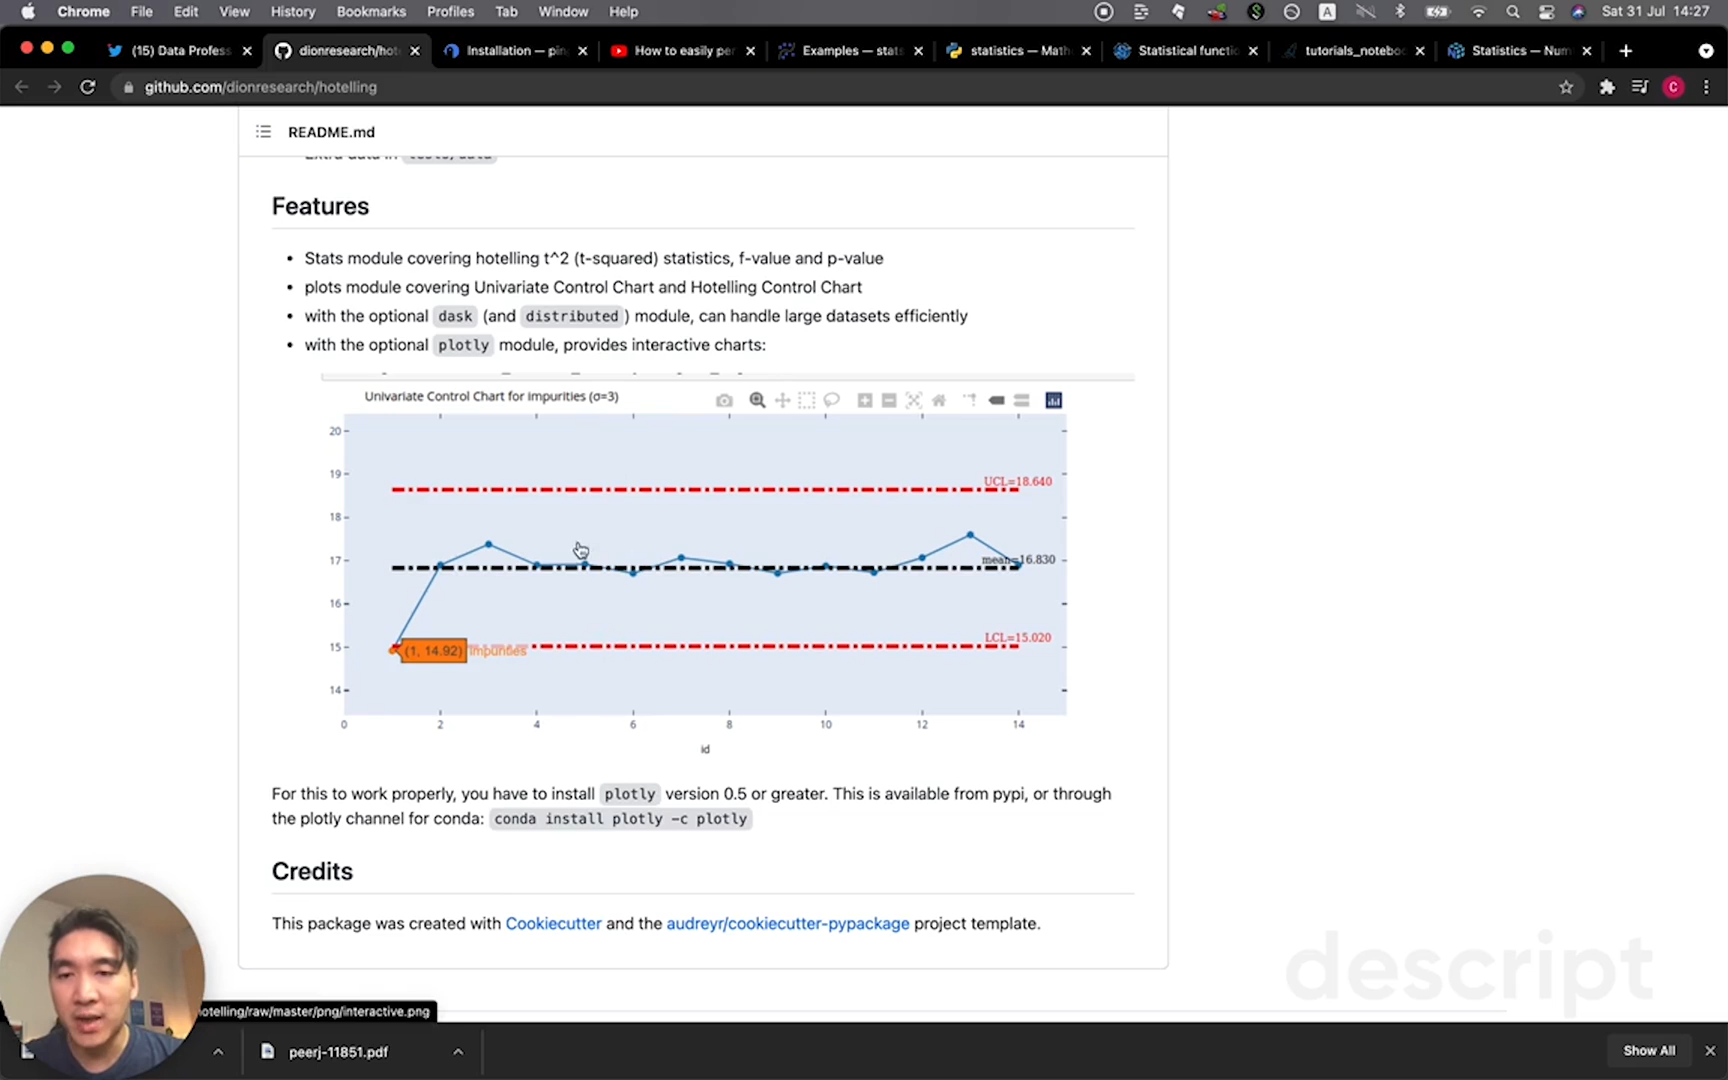 Chrome File Edit View History Bookmarks Profiles Tab Window Help A Sat 31 Jul 14:27
(15) Data Profess × dionresearch/hot × Installation — pin × How to easily per × Examples — stat × statistics — Math × Statistical functi × tutorials_notebo × Statistics — Num ×
github.com/dionresearch/hotelling C
README.md
Extra data in tests/data
Features
• Stats module covering hotelling t^2 (t-squared) statistics, f-value and p-value
• plots module covering Univariate Control Chart and Hotelling Control Chart
• with the optional dask (and distributed) module, can handle large datasets efficiently
• with the optional plotly module, provides interactive charts:
Univariate Control Chart for impurities (σ=3)
20
19
UCL=18.640
18
17
mean=16.830
16
LCL=15.020
15
(1, 14.92) impurities
14
0 2 4 6 8 10 12 14
id
For this to work properly, you have to install plotly version 0.5 or greater. This is available from pypi, or through
the plotly channel for conda: conda install plotly -c plotly
Credits
This package was created with Cookiecutter and the audreyr/cookiecutter-pypackage project template.
descript
otelling/raw/master/png/interactive.png
peerj-11851.pdf
Show All